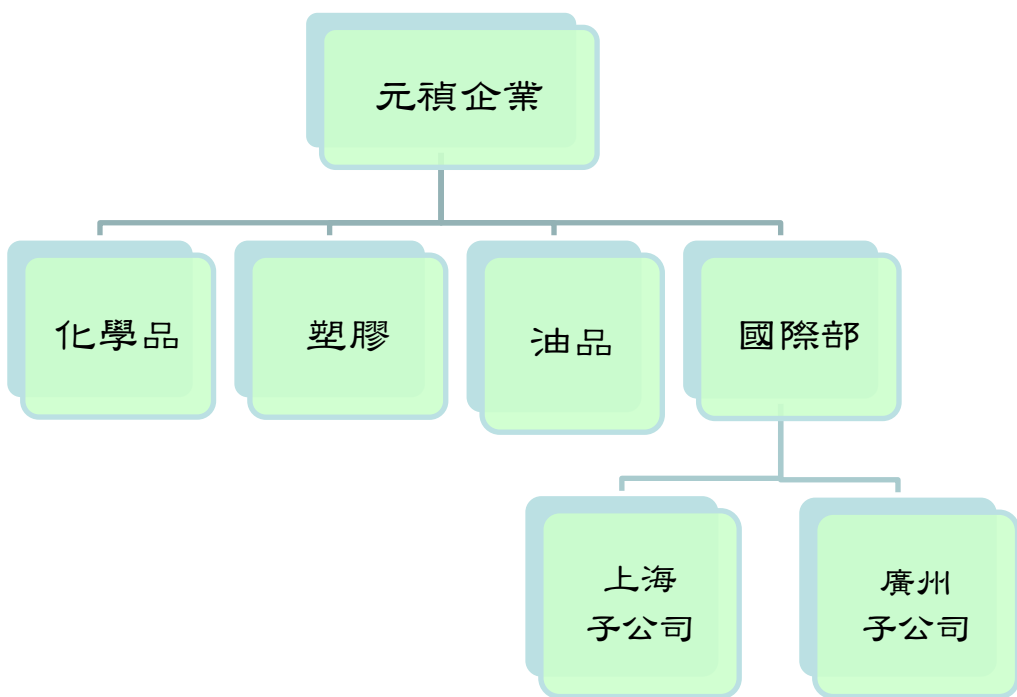 元禎企業
化學品
塑膠
油品
國際部
上海
子公司
廣州
子公司